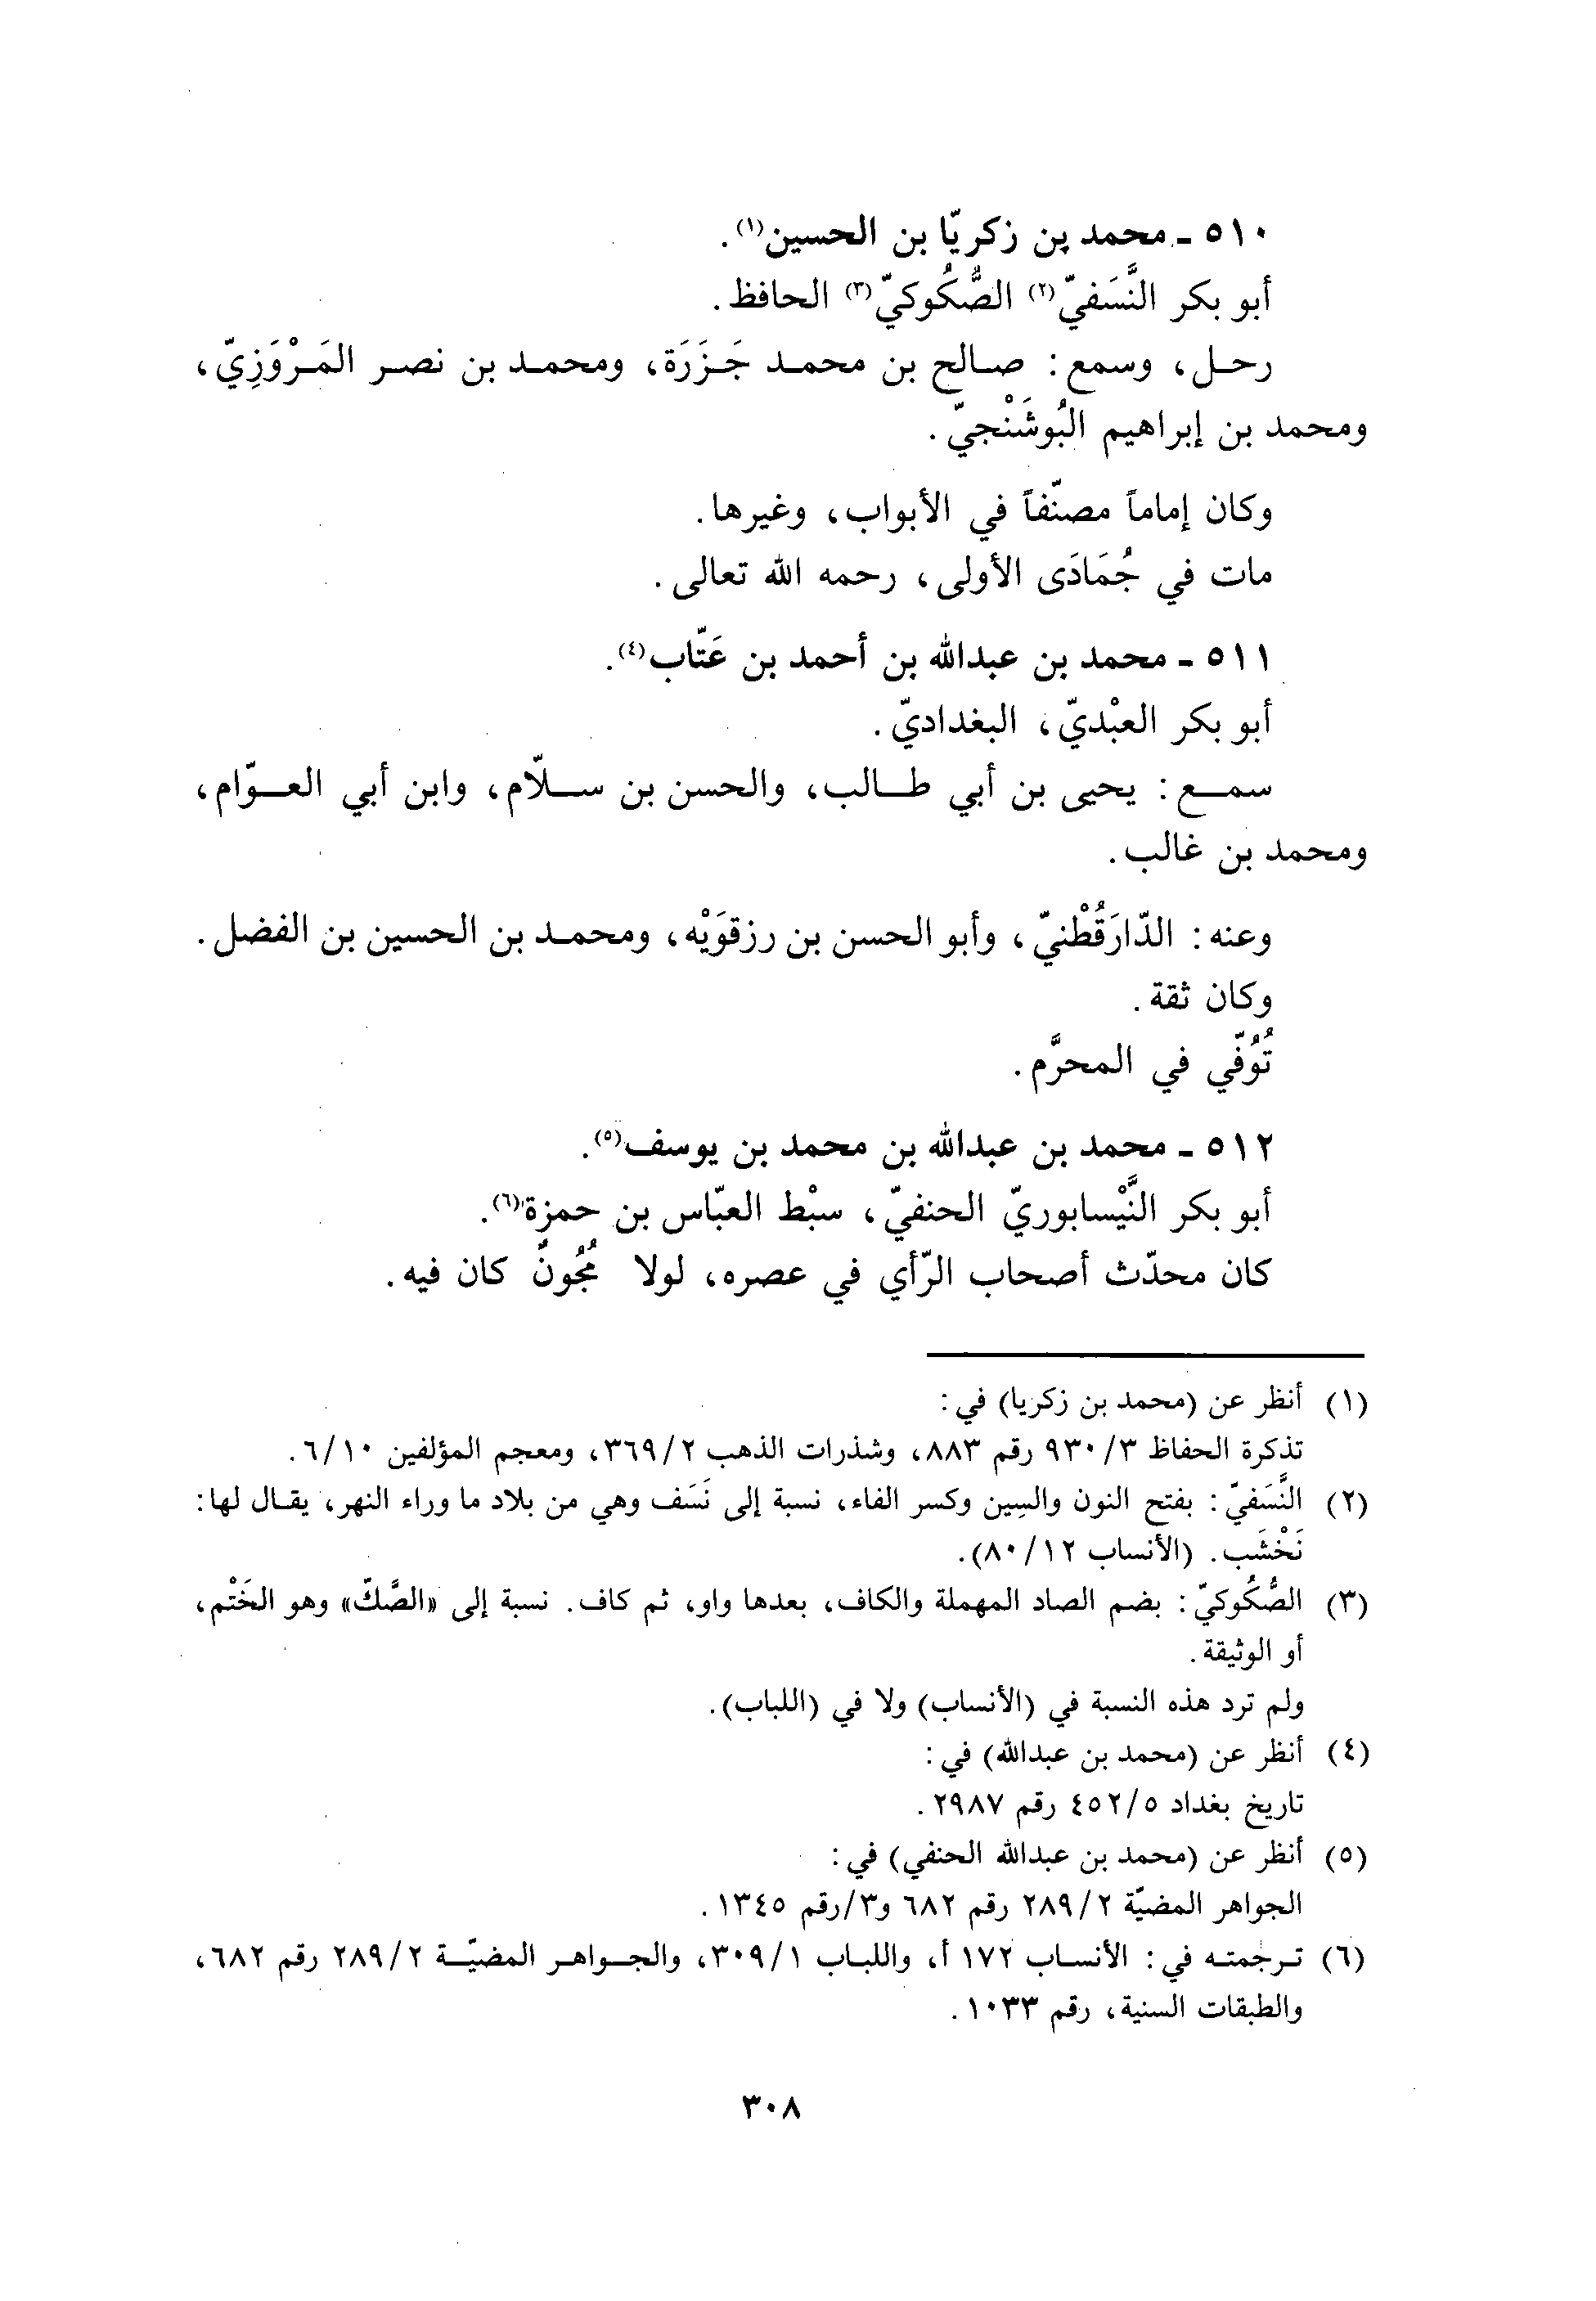 ٥١٠ ـ محمد بن زكريّا بن الحسين(١).
أبو بكر النَّسَفيّ(٢) الصُّكُوكيّ(٣) الحافظ.
رحل، وسمع: صالح بن محمد جَزَرَة، ومحمد بن نصر المَرْوَزِيّ،
ومحمد بن إبراهيم البُوشَنْجيّ.
وكان إماماً مصنّفاً في الأبواب، وغيرها.
مات في جُمَادَى الأولى، رحمه الله تعالى.
٥١١ ـ محمد بن عبدالله بن أحمد بن عَتّاب(٤).
أبو بكر العبْديّ، البغداديّ.
سمع: يحيى بن أبي طالب، والحسن بن سلّام، وابن أبي العوّام،
ومحمد بن غالب.
وعنه: الدّارَقُطْنيّ، وأبو الحسن بن رزقوَيْه، ومحمد بن الحسين بن الفضل.
وكان ثقة.
تُوُفّي في المحرَّم.
٥١٢ ـ محمد بن عبدالله بن محمد بن يوسف(٥).
أبو بكر النَّيْسابوريّ الحنفيّ، سبْط العبّاس بن حمزة(٦).
كان محدّث أصحاب الرّأي في عصره، لولا مُجُونٌ كان فيه.
(١) أنظر عن (محمد بن زكريا) في:
تذكرة الحفاظ ٣/ ٩٣٠ رقم ٨٨٣، وشذرات الذهب ٢/ ٣٦٩، ومعجم المؤلفين ١٠/ ٦.
(٢) النَّسَفيّ: بفتح النون والسِين وكسر الفاء، نسبة إلى نَسَف وهي من بلاد ما وراء النهر، يقال لها:
نَخْشَب. (الأنساب ١٢/ ٨٠).
(٣) الصُّكُوكيّ: بضم الصاد المهملة والكاف، بعدها واو، ثم كاف. نسبة إلى «الصَّكّ» وهو الخَتْم،
أو الوثيقة.
ولم ترد هذه النسبة في (الأنساب) ولا في (اللباب).
(٤) أنظر عن (محمد بن عبدالله) في:
تاريخ بغداد ٥/ ٤٥٢ رقم ٢٩٨٧.
(٥) أنظر عن (محمد بن عبدالله الحنفي) في:
الجواهر المضيّة ٢/ ٢٨٩ رقم ٦٨٢ و٣/رقم ١٣٤٥.
(٦) ترجمته في: الأنساب ١٧٢ أ، واللباب ١/ ٣٠٩، والجواهر المضيّة ٢/ ٢٨٩ رقم ٦٨٢،
والطبقات السنية، رقم ١٠٣٣.
٣٠٨